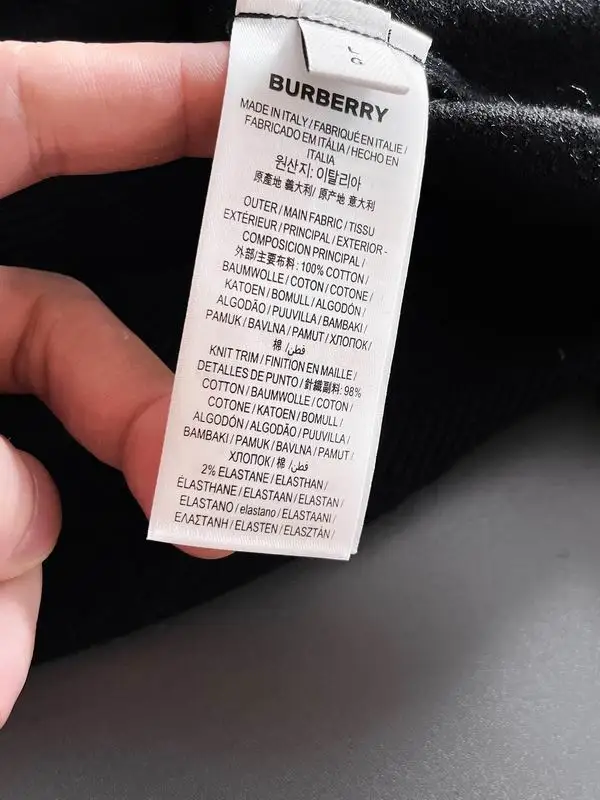 BURBERRY
MADE IN ITALY / FABRIQUÉ EN ITALIE /
FABRICADO EM ITÁLIA / HECHO EN
ITALIA
원산지: 이탈리아
原產地 義大利/ 原产地 意大利
OUTER / MAIN FABRIC / TISSU
EXTÉRIEUR / PRINCIPAL / EXTERIOR -
COMPOSICION PRINCIPAL /
外部/主要布料: 100% COTTON /
BAUMWOLLE / COTON / COTONE /
KATOEN / BOMULL / ALGODÓN /
ALGODÃO / PUUVILLA / BAMBAKI /
PAMUK / BAVLNA / PAMUT / ХЛОПОК /
棉 /قطن
KNIT TRIM / FINITION EN MAILLE /
DETALLES DE PUNTO / 針織副料: 98%
COTTON / BAUMWOLLE / COTON /
COTONE / KATOEN / BOMULL /
ALGODÓN / ALGODÃO / PUUVILLA /
BAMBAKI / PAMUK / BAVLNA / PAMUT /
ХЛОПОК / 棉 /قطن
2% ELASTANE / ELASTHAN /
ÉLASTHANE / ELASTAAN / ELASTAN /
ELASTANO / elastano / ELASTAANI /
ΕΛΑΣΤΑΝΗ / ELASTEN / ELASZTÁN /